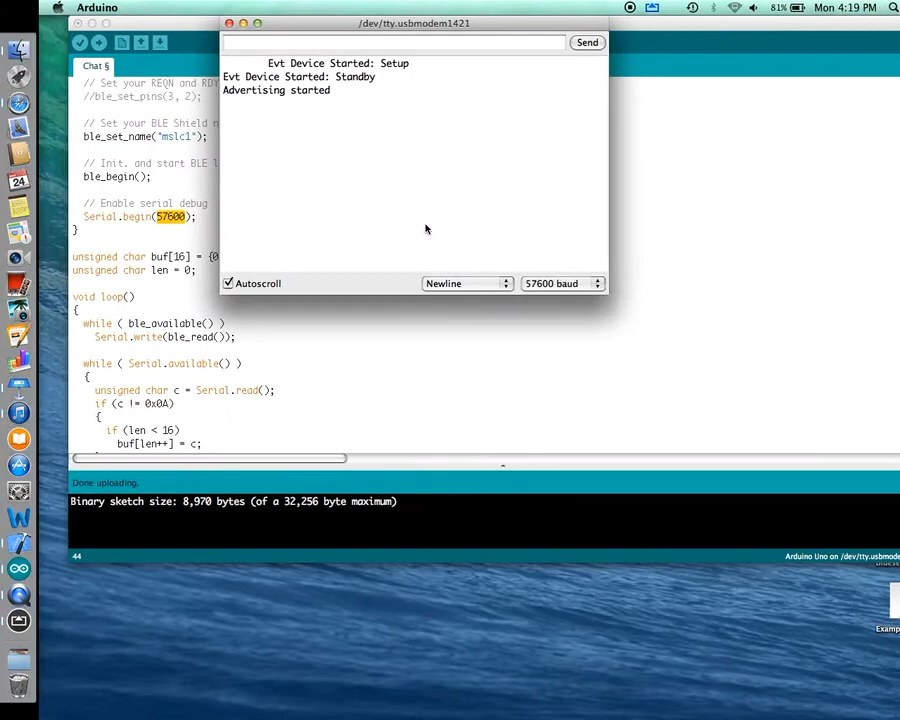 Arduino
81%
Mon 4:19 PM
/dev/tty.usbmodem1421
Send
Chat §
Evt Device Started: Setup
Evt Device Started: Standby
Advertising started
Autoscroll
Newline
57600 baud
// Set your REQN and RDY
//ble_set_pins(3, 2);
// Set your BLE Shield n
ble_set_name("mslc1");
// Init. and start BLE l
ble_begin();
// Enable serial debug
Serial.begin(57600);
}
unsigned char buf[16] = {0
unsigned char len = 0;
void loop()
{
while ( ble_available() )
Serial.write(ble_read());
while ( Serial.available() )
{
unsigned char c = Serial.read();
if (c != 0x0A)
{
if (len < 16)
buf[len++] = c;
Done uploading.
Binary sketch size: 8,970 bytes (of a 32,256 byte maximum)
44
Arduino Uno on /dev/tty.usbmodem
Examp
24